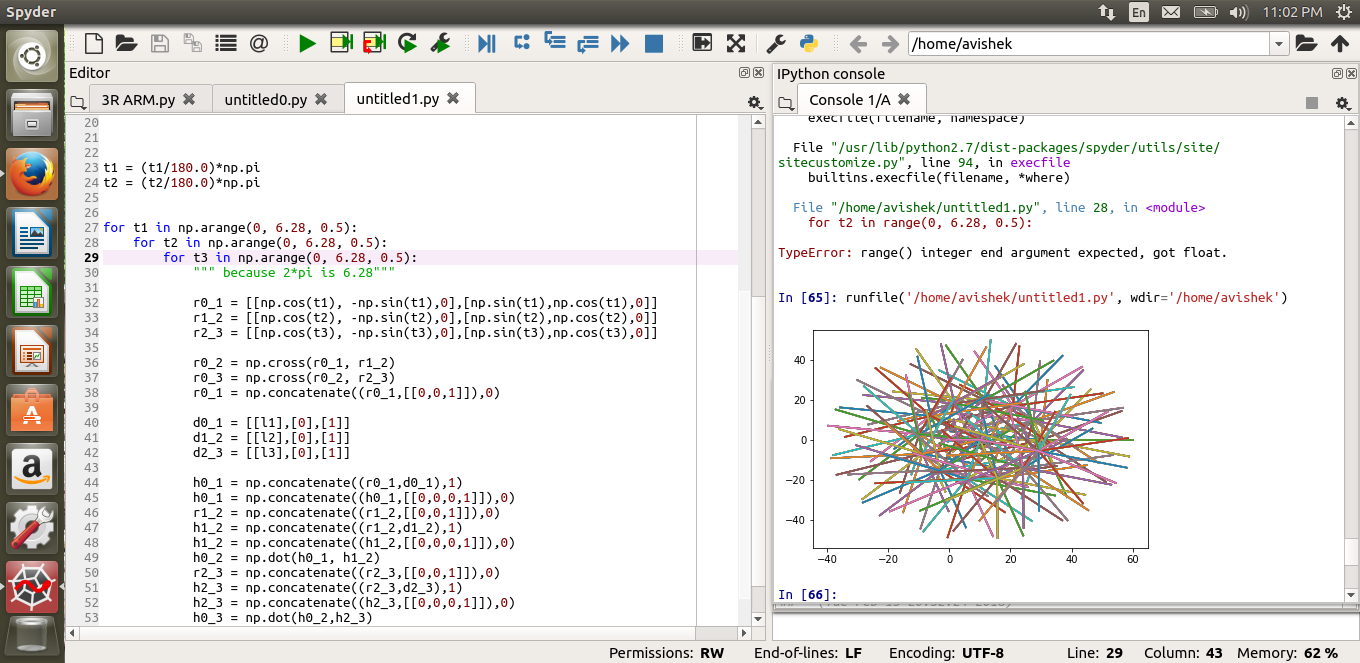 Spyder
En
11:02 PM
/home/avishek
Editor
3R ARM.py
untitled0.py
untitled1.py
20
21
22
23 t1 = (t1/180.0)*np.pi
24 t2 = (t2/180.0)*np.pi
25
26
27 for t1 in np.arange(0, 6.28, 0.5):
28 for t2 in np.arange(0, 6.28, 0.5):
29 for t3 in np.arange(0, 6.28, 0.5):
30 """ because 2*pi is 6.28"""
31
32 r0_1 = [[np.cos(t1), -np.sin(t1),0],[np.sin(t1),np.cos(t1),0]]
33 r1_2 = [[np.cos(t2), -np.sin(t2),0],[np.sin(t2),np.cos(t2),0]]
34 r2_3 = [[np.cos(t3), -np.sin(t3),0],[np.sin(t3),np.cos(t3),0]]
35
36 r0_2 = np.cross(r0_1, r1_2)
37 r0_3 = np.cross(r0_2, r2_3)
38 r0_1 = np.concatenate((r0_1,[[0,0,1]]),0)
39
40 d0_1 = [[l1],[0],[1]]
41 d1_2 = [[l2],[0],[1]]
42 d2_3 = [[l3],[0],[1]]
43
44 h0_1 = np.concatenate((r0_1,d0_1),1)
45 h0_1 = np.concatenate((h0_1,[[0,0,0,1]]),0)
46 r1_2 = np.concatenate((r1_2,[[0,0,1]]),0)
47 h1_2 = np.concatenate((r1_2,d1_2),1)
48 h1_2 = np.concatenate((h1_2,[[0,0,0,1]]),0)
49 h0_2 = np.dot(h0_1, h1_2)
50 r2_3 = np.concatenate((r2_3,[[0,0,1]]),0)
51 h2_3 = np.concatenate((r2_3,d2_3),1)
52 h2_3 = np.concatenate((h2_3,[[0,0,0,1]]),0)
53 h0_3 = np.dot(h0_2,h2_3)
IPython console
Console 1/A
execfile(filename, namespace)
File "/usr/lib/python2.7/dist-packages/spyder/utils/site/
sitecustomize.py", line 94, in execfile
builtins.execfile(filename, *where)
File "/home/avishek/untitled1.py", line 28, in <module>
for t2 in range(0, 6.28, 0.5):
TypeError: range() integer end argument expected, got float.
In [65]: runfile('/home/avishek/untitled1.py', wdir='/home/avishek')
40
20
0
−20
−40
−40 −20 0 20 40 60
In [66]:
Permissions: RW End-of-lines: LF Encoding: UTF-8 Line: 29 Column: 43 Memory: 62 %